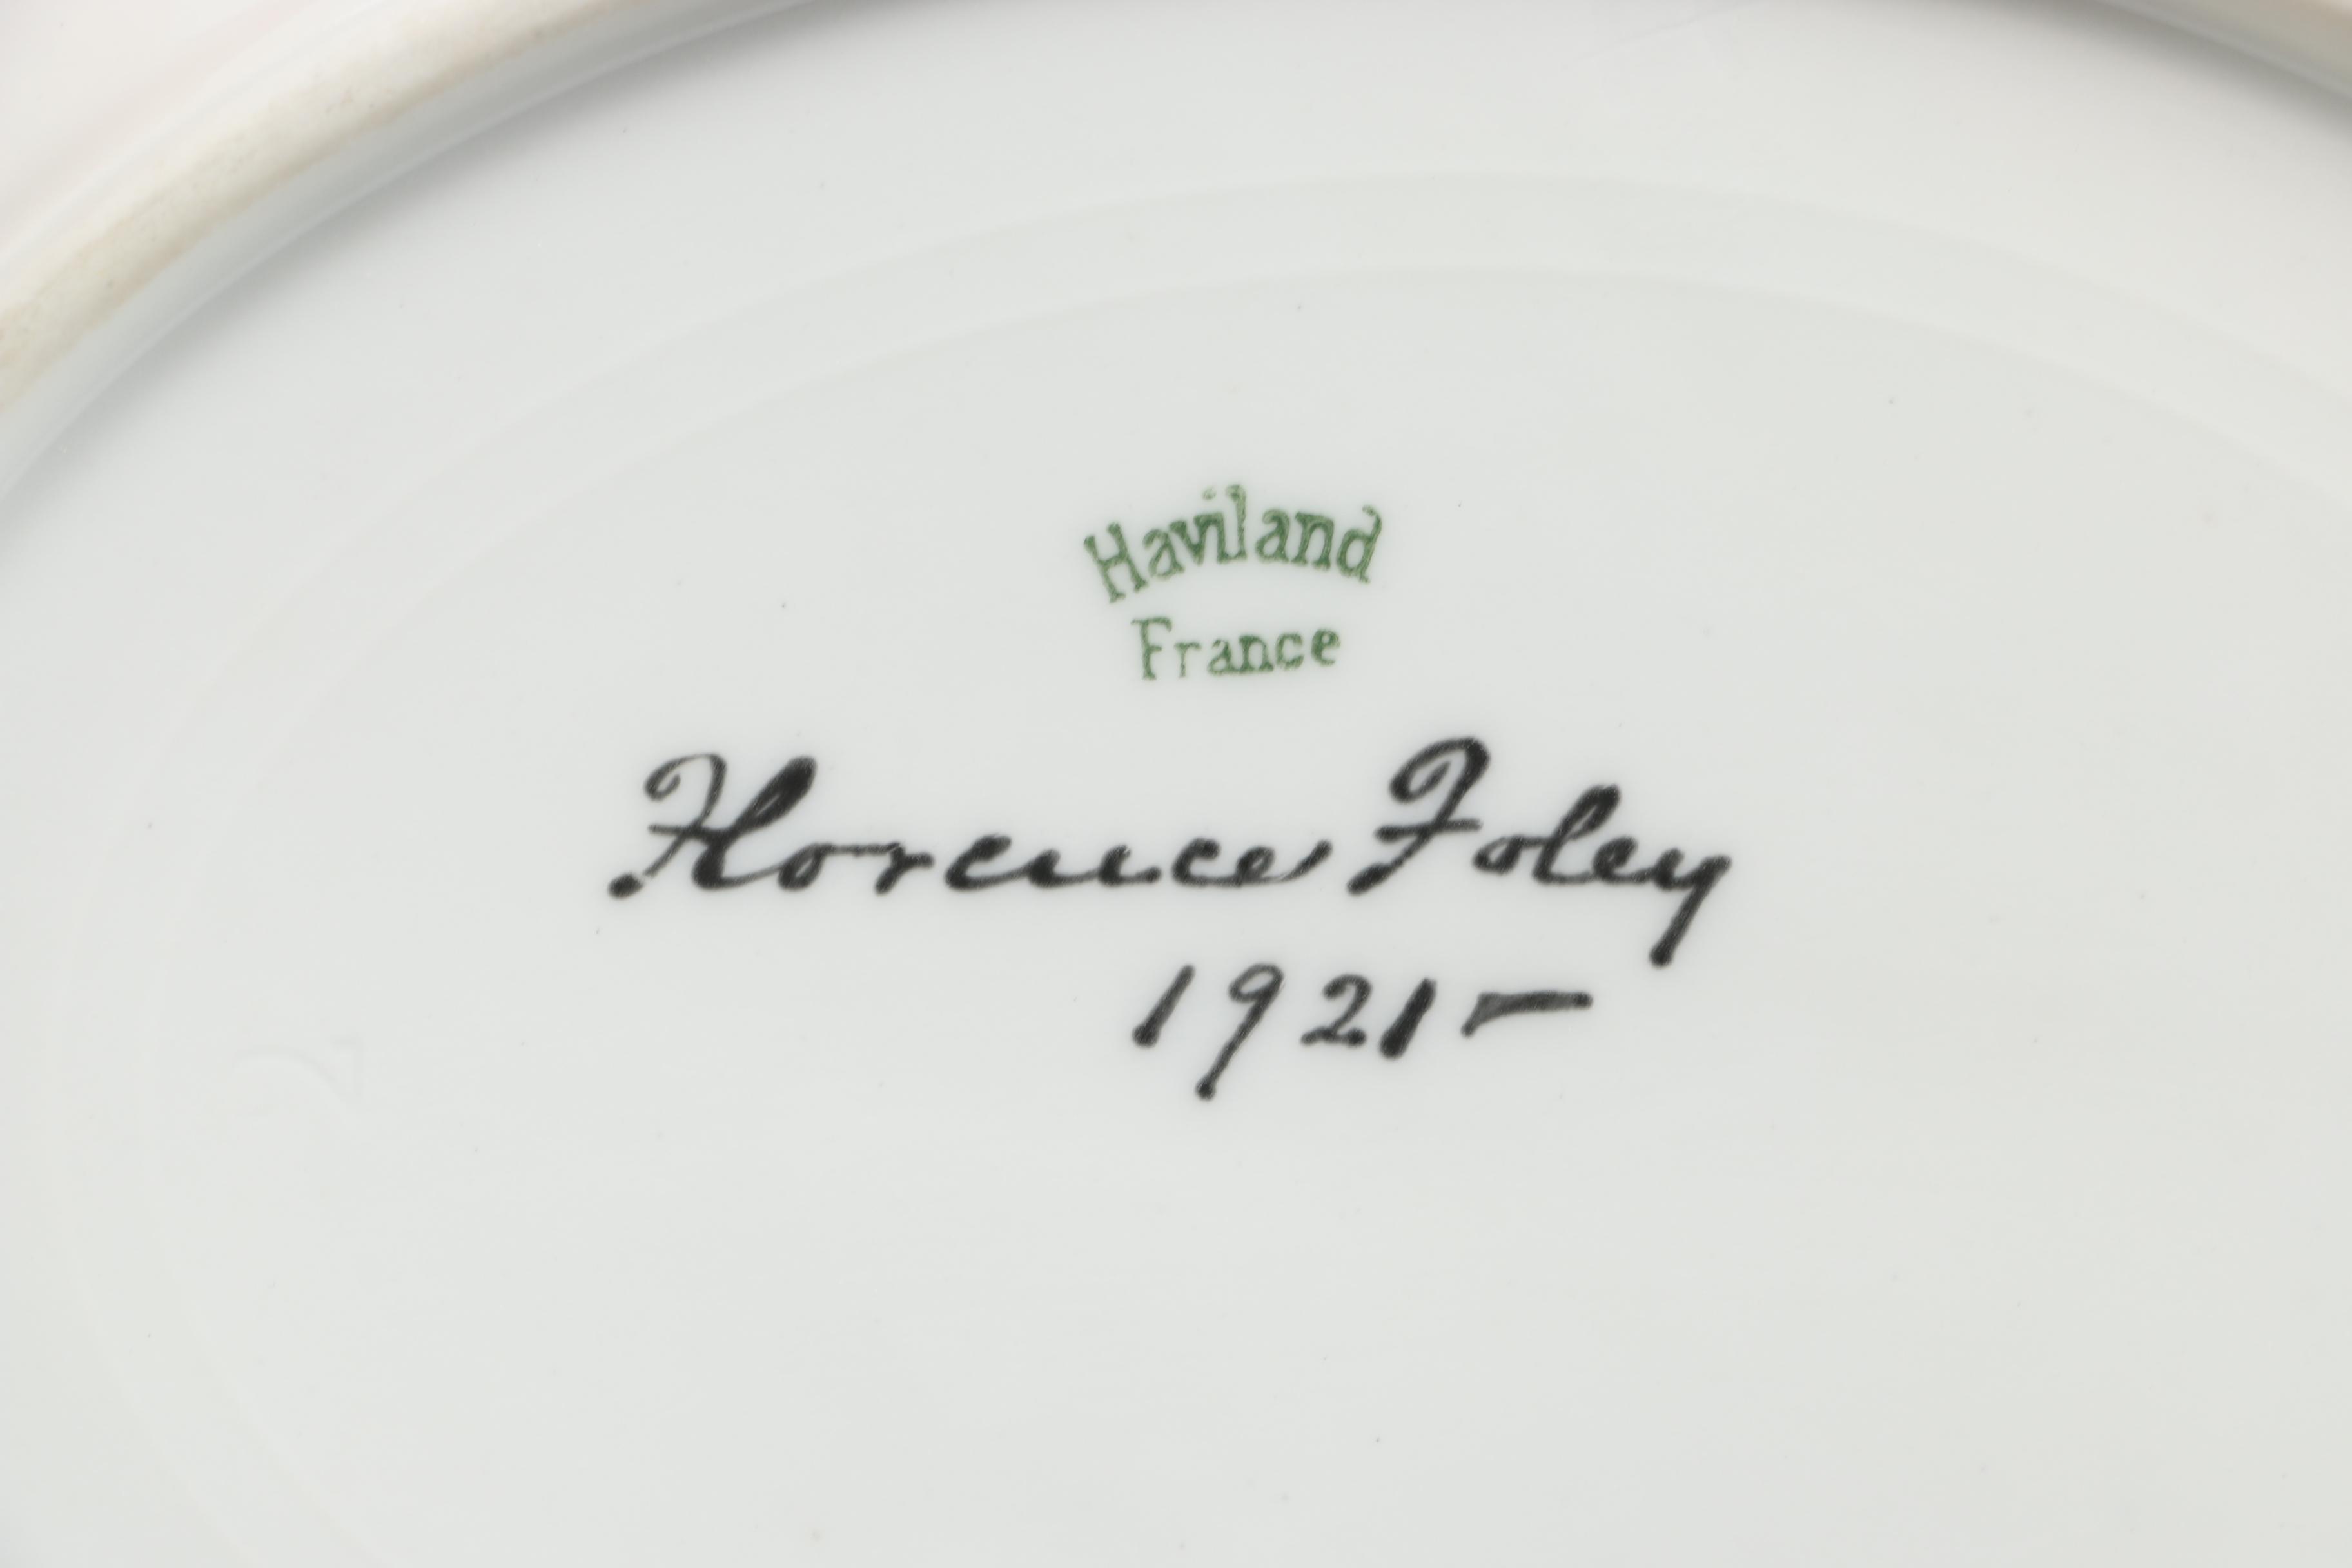 Haviland
France
Florence Foley
1921-